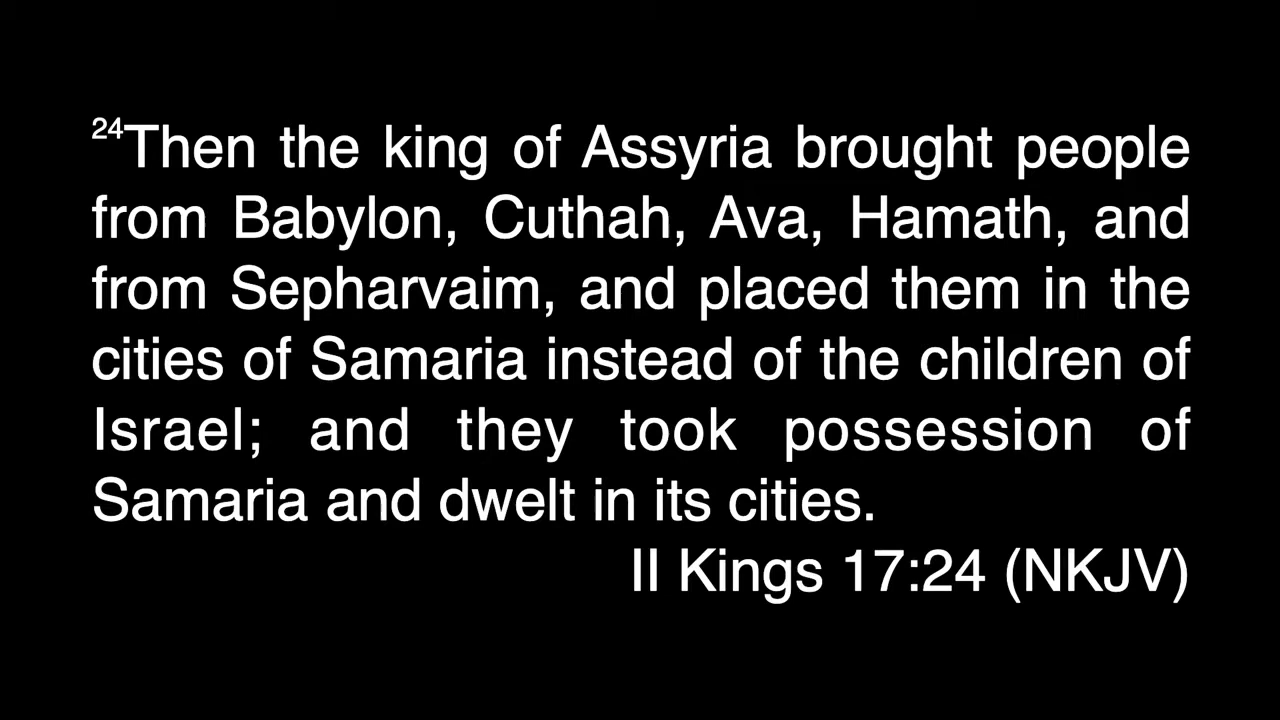 24Then the king of Assyria brought people
from Babylon, Cuthah, Ava, Hamath, and
from Sepharvaim, and placed them in the
cities of Samaria instead of the children of
Israel; and they took possession of
Samaria and dwelt in its cities.
II Kings 17:24 (NKJV)